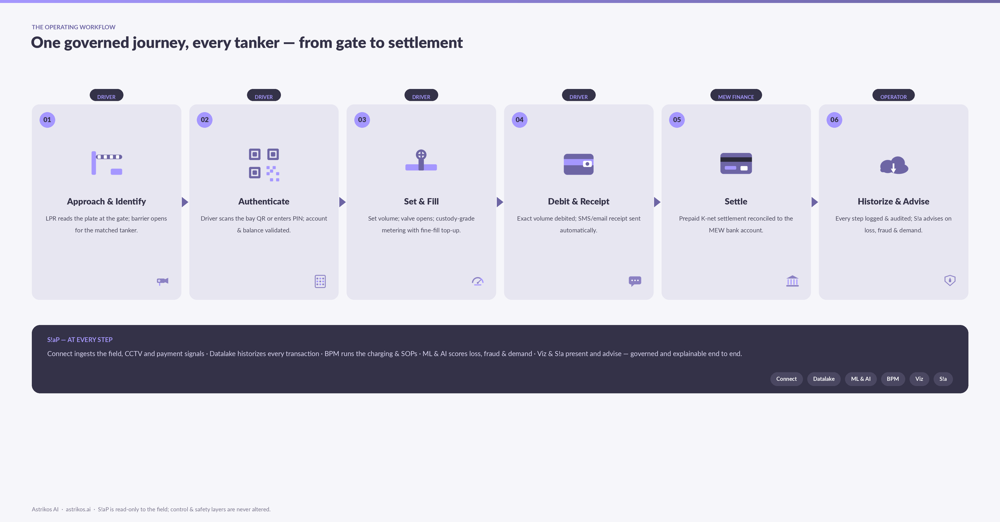 THE OPERATING WORKFLOW
One governed journey, every tanker — from gate to settlement
DRIVER
01
Approach & Identify
LPR reads the plate at the gate; barrier opens
for the matched tanker.
DRIVER
02
Authenticate
Driver scans the bay QR or enters PIN; account
& balance validated.
DRIVER
03
Set & Fill
Set volume; valve opens; custody-grade
metering with fine-fill top-up.
DRIVER
04
Debit & Receipt
Exact volume debited; SMS/email receipt sent
automatically.
MEW FINANCE
05
Settle
Prepaid K-net settlement reconciled to the
MEW bank account.
OPERATOR
06
Historize & Advise
Every step logged & audited; S!a advises on
loss, fraud & demand.
S!aP — AT EVERY STEP
Connect ingests the field, CCTV and payment signals · Datalake historizes every transaction · BPM runs the charging & SOPs · ML & AI scores loss, fraud & demand · Viz & S!a present and advise — governed and explainable end to end.
Connect
Datalake
ML & AI
BPM
Viz
S!a
Astrikos AI · astrikos.ai · S!aP is read-only to the field; control & safety layers are never altered.